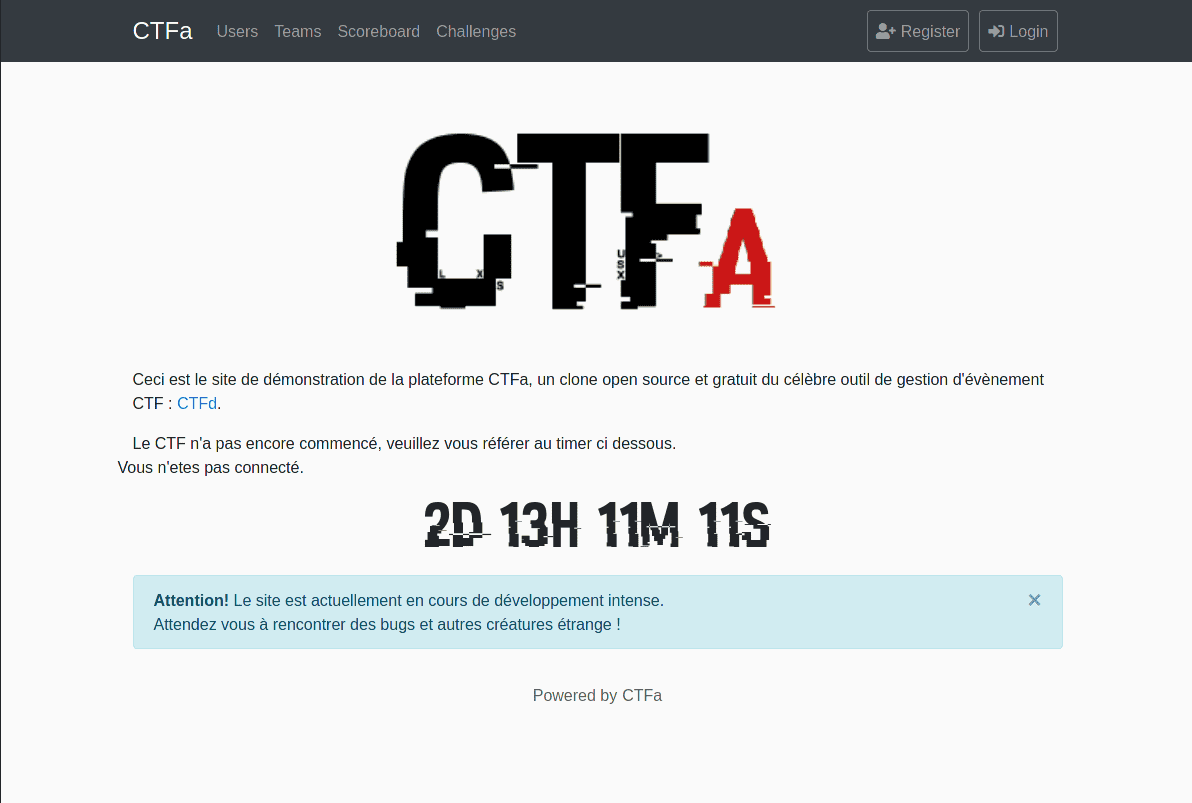 CTFa Users Teams Scoreboard Challenges Register Login
CTFA
L X S
U S X
Ceci est le site de démonstration de la plateforme CTFa, un clone open source et gratuit du célèbre outil de gestion d'évènement
CTF : CTFd.
Le CTF n'a pas encore commencé, veuillez vous référer au timer ci dessous.
Vous n'etes pas connecté.
2D 13H 11M 11S
Attention! Le site est actuellement en cours de développement intense. ×
Attendez vous à rencontrer des bugs et autres créatures étrange !
Powered by CTFa